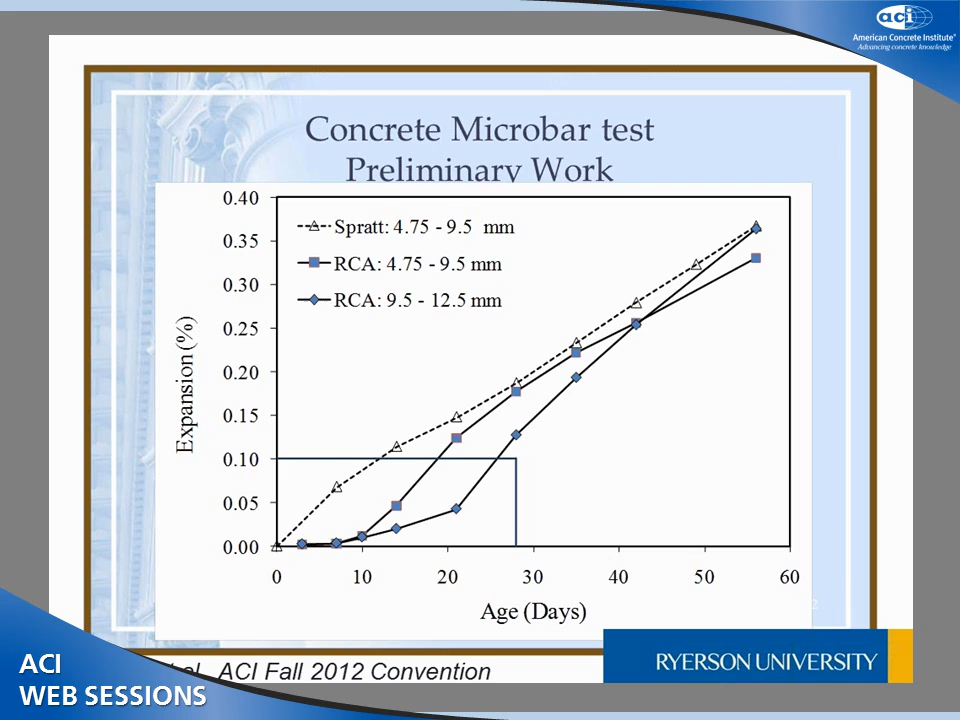 aci
American Concrete Institute®
Advancing concrete knowledge
Concrete Microbar test
Preliminary Work
0.40
0.35
0.30
0.25
0.20
0.15
0.10
0.05
0.00
Expansion (%)
Spratt: 4.75 - 9.5 mm
RCA: 4.75 - 9.5 mm
RCA: 9.5 - 12.5 mm
0 10 20 30 40 50 60
Age (Days)
2
ACI Fall 2012 Convention
RYERSON UNIVERSITY
ACI
WEB SESSIONS